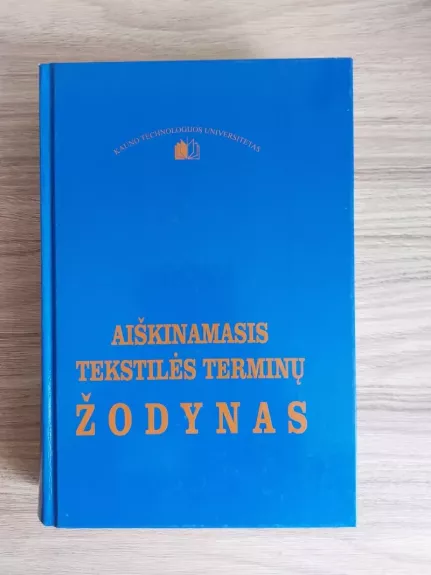 KAUNO TECHNOLOGIJOS UNIVERSITETAS
AIŠKINAMASIS
TEKSTILĖS TERMINŲ
ŽODYNAS